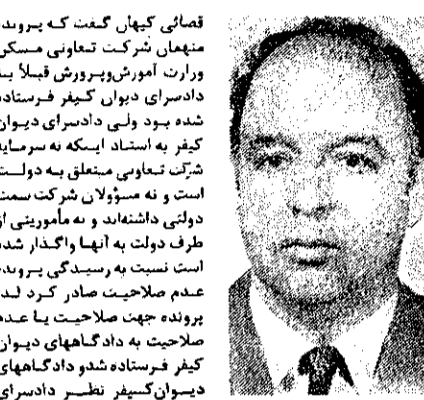 قضائی کیهان گفت که پرونده
متهمان شرکت تعاونی مسکن
وزارت آموزش‌وپرورش قبلاً به
دادسرای دیوان کیفر فرستاده
شده بود ولی دادسرای دیوان
کیفر به استناد اینکه نه سرمایه
شرکت تعاونی متعلق به دولت
است و نه مسؤولان شرکت سمت
دولتی داشته‌اند و نه مأموریتی از
طرف دولت به آنها واگذار شده
است نسبت به رسیدگی پرونده
عدم صلاحیت صادر کرد لذا
پرونده جهت صلاحیت یا عدم
صلاحیت به دادگاههای دیوان
کیفر فرستاده شدو دادگاههای
دیوان‌کیفر نظر دادسرای